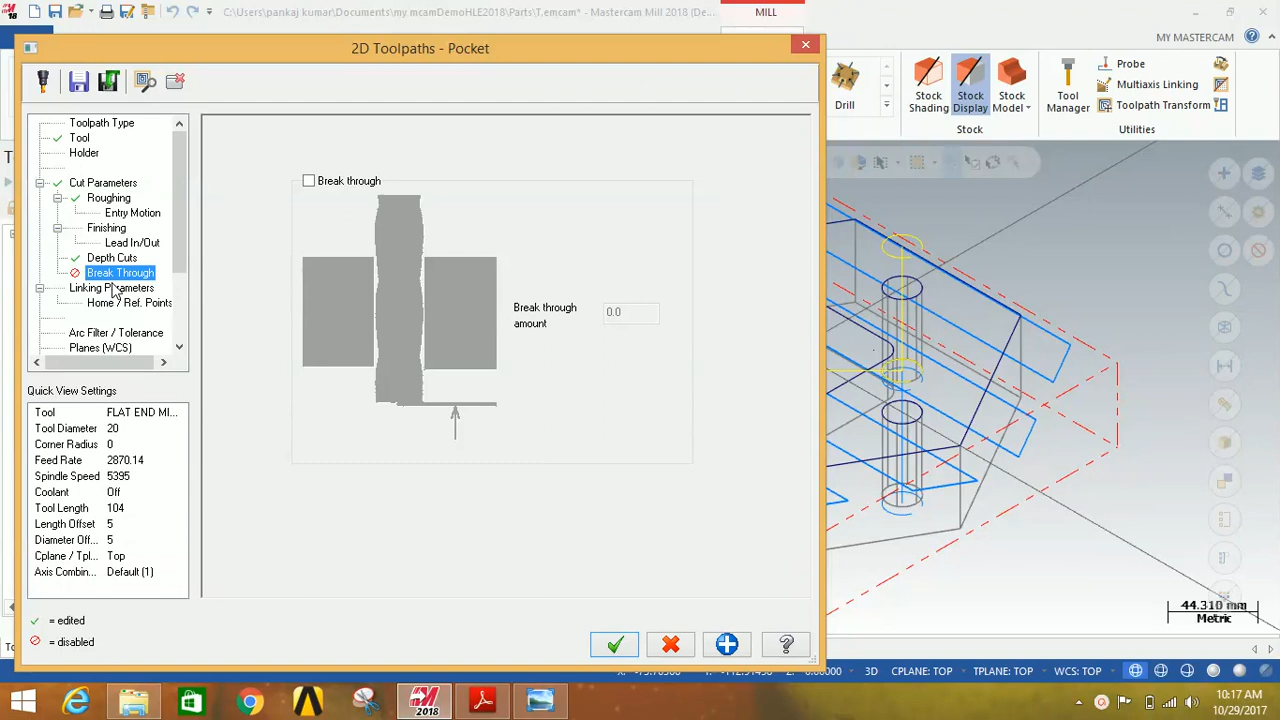 C:\Users\pankaj kumar\Documents\my mcamDemoHLE2018\Parts\T,emcam* - Mastercam Mill 2018 (De...
MILL
2D Toolpaths - Pocket
MY MASTERCAM
Drill
Stock Shading
Stock Display
Stock Model
Stock
Tool Manager
Probe
Multiaxis Linking
Toolpath Transform
Utilities
Toolpath Type
Tool
Holder
Cut Parameters
Roughing
Entry Motion
Finishing
Lead In/Out
Depth Cuts
Break Through
Linking Parameters
Home / Ref. Points
Arc Filter / Tolerance
Planes (WCS)
Break through
Break through
amount
0.0
Quick View Settings
Tool FLAT END MI...
Tool Diameter 20
Corner Radius 0
Feed Rate 2870.14
Spindle Speed 5395
Coolant Off
Tool Length 104
Length Offset 5
Diameter Off... 5
Cplane / Tpl... Top
Axis Combin... Default (1)
= edited
= disabled
44.310 mm
Metric
3D CPLANE: TOP TPLANE: TOP WCS: TOP
2018
10:17 AM
10/29/2017